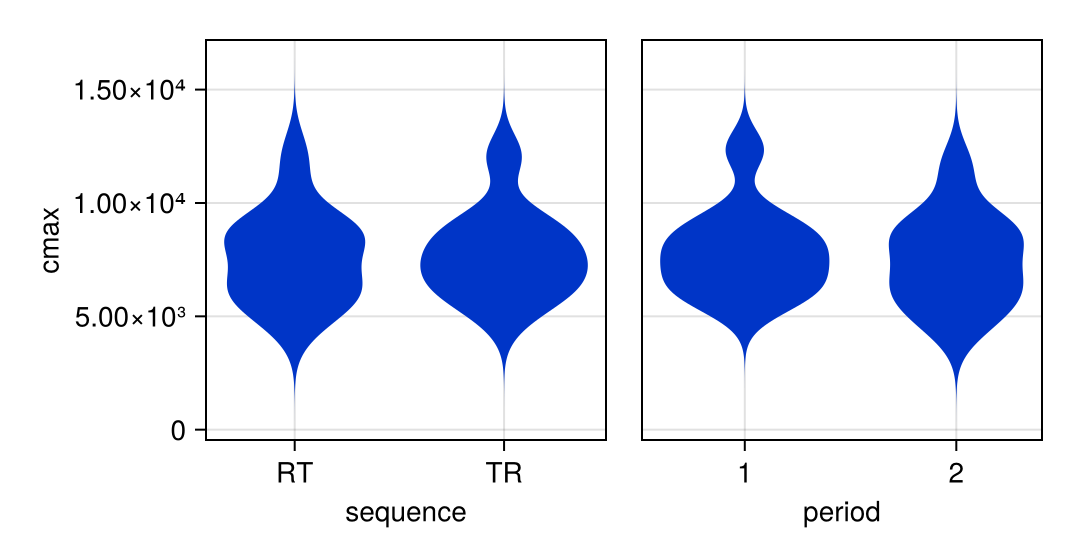 1.50×10⁴
1.00×10⁴
5.00×10³
0
cmax
RT TR
1 2
sequence
period